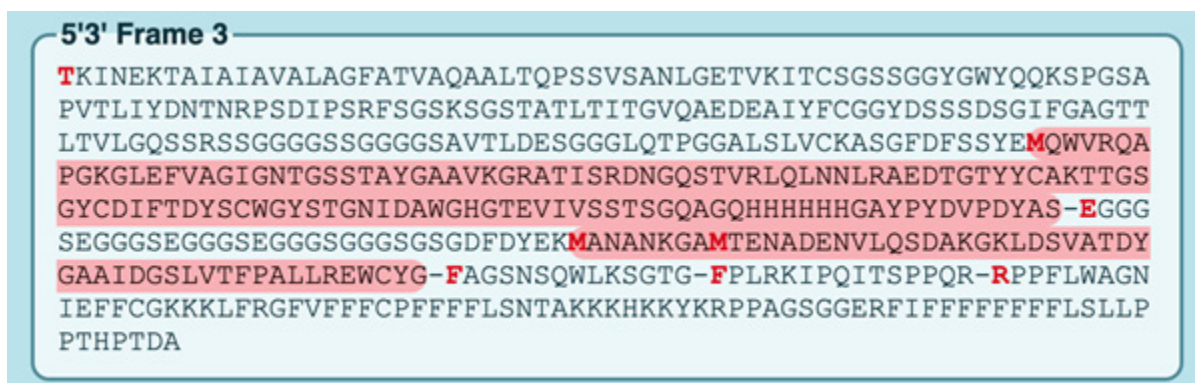 5'3' Frame 3
TKINEKTAIAIAVALAGFATVAQAALTQPSSVSANLGETVKITCSGSSGGYGWYQQKSPGSA
PVTLIYDNTNRPSDIPSRFSGSKSGSTATLTITGVQAEDEAIYFCGGYDSSSDSGIFGAGTT
LTVLGQSSRSSGGGGSSGGGGSAVTLDESGGGLQTPGGALSLVCKASGFDFSSYEMQWVRQA
PGKGLEFVAGIGNTGSSTAYGAAVKGRATISRDNGQSTVRLQLNNLRAEDTGTYYCAKTTGS
GYCDIFTDYSCWGYSTGNIDAWGHGTEVIVSSTSGQAGQHHHHHHGAYPYDVPDYAS-EGGG
SEGGGSEGGGSEGGGSGGGSGSGDFDYEKMANANKGAMTENADENVLQSDAKGKLDSVATDY
GAAIDGSLVTFPALLREWCYG-FAGSNSQWLKSGTG-FPLRKIPQITSPPQR-RPPFLWAGN
IEFFCGKKKLFRGFVFFFCPFFFFLSNTAKKKHKKYKRPPAGSGGERFIFFFFFFFFLSLLP
PTHPTDA